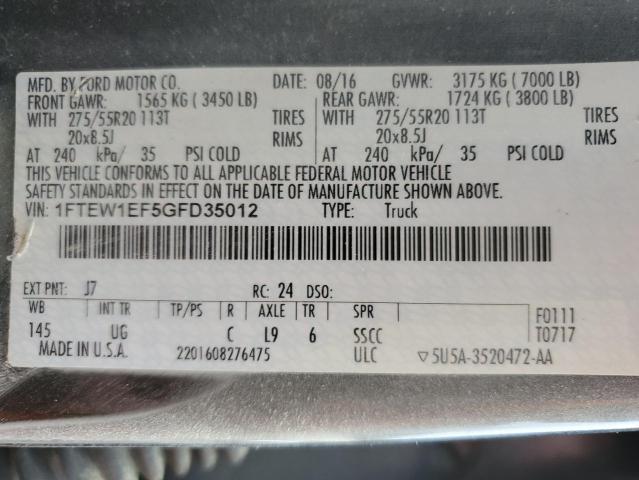 MFD. BY FORD MOTOR CO. DATE: 08/16 GVWR: 3175 KG ( 7000 LB)
FRONT GAWR: 1565 KG ( 3450 LB) REAR GAWR: 1724 KG ( 3800 LB)
WITH 275/55R20 113T TIRES WITH 275/55R20 113T TIRES
20x8.5J RIMS 20x8.5J RIMS
AT 240 kPa/ 35 PSI COLD AT 240 kPa/ 35 PSI COLD
THIS VEHICLE CONFORMS TO ALL APPLICABLE FEDERAL MOTOR VEHICLE
SAFETY STANDARDS IN EFFECT ON THE DATE OF MANUFACTURE SHOWN ABOVE.
VIN: 1FTEW1EF5GFD35012 TYPE: Truck
EXT PNT: J7 RC: 24 DSO:
WB INT TR TP/PS R AXLE TR SPR F0111
145 UG C L9 6 SSCC T0717
MADE IN U.S.A. 2201608276475 ULC ▽5U5A-3520472-AA